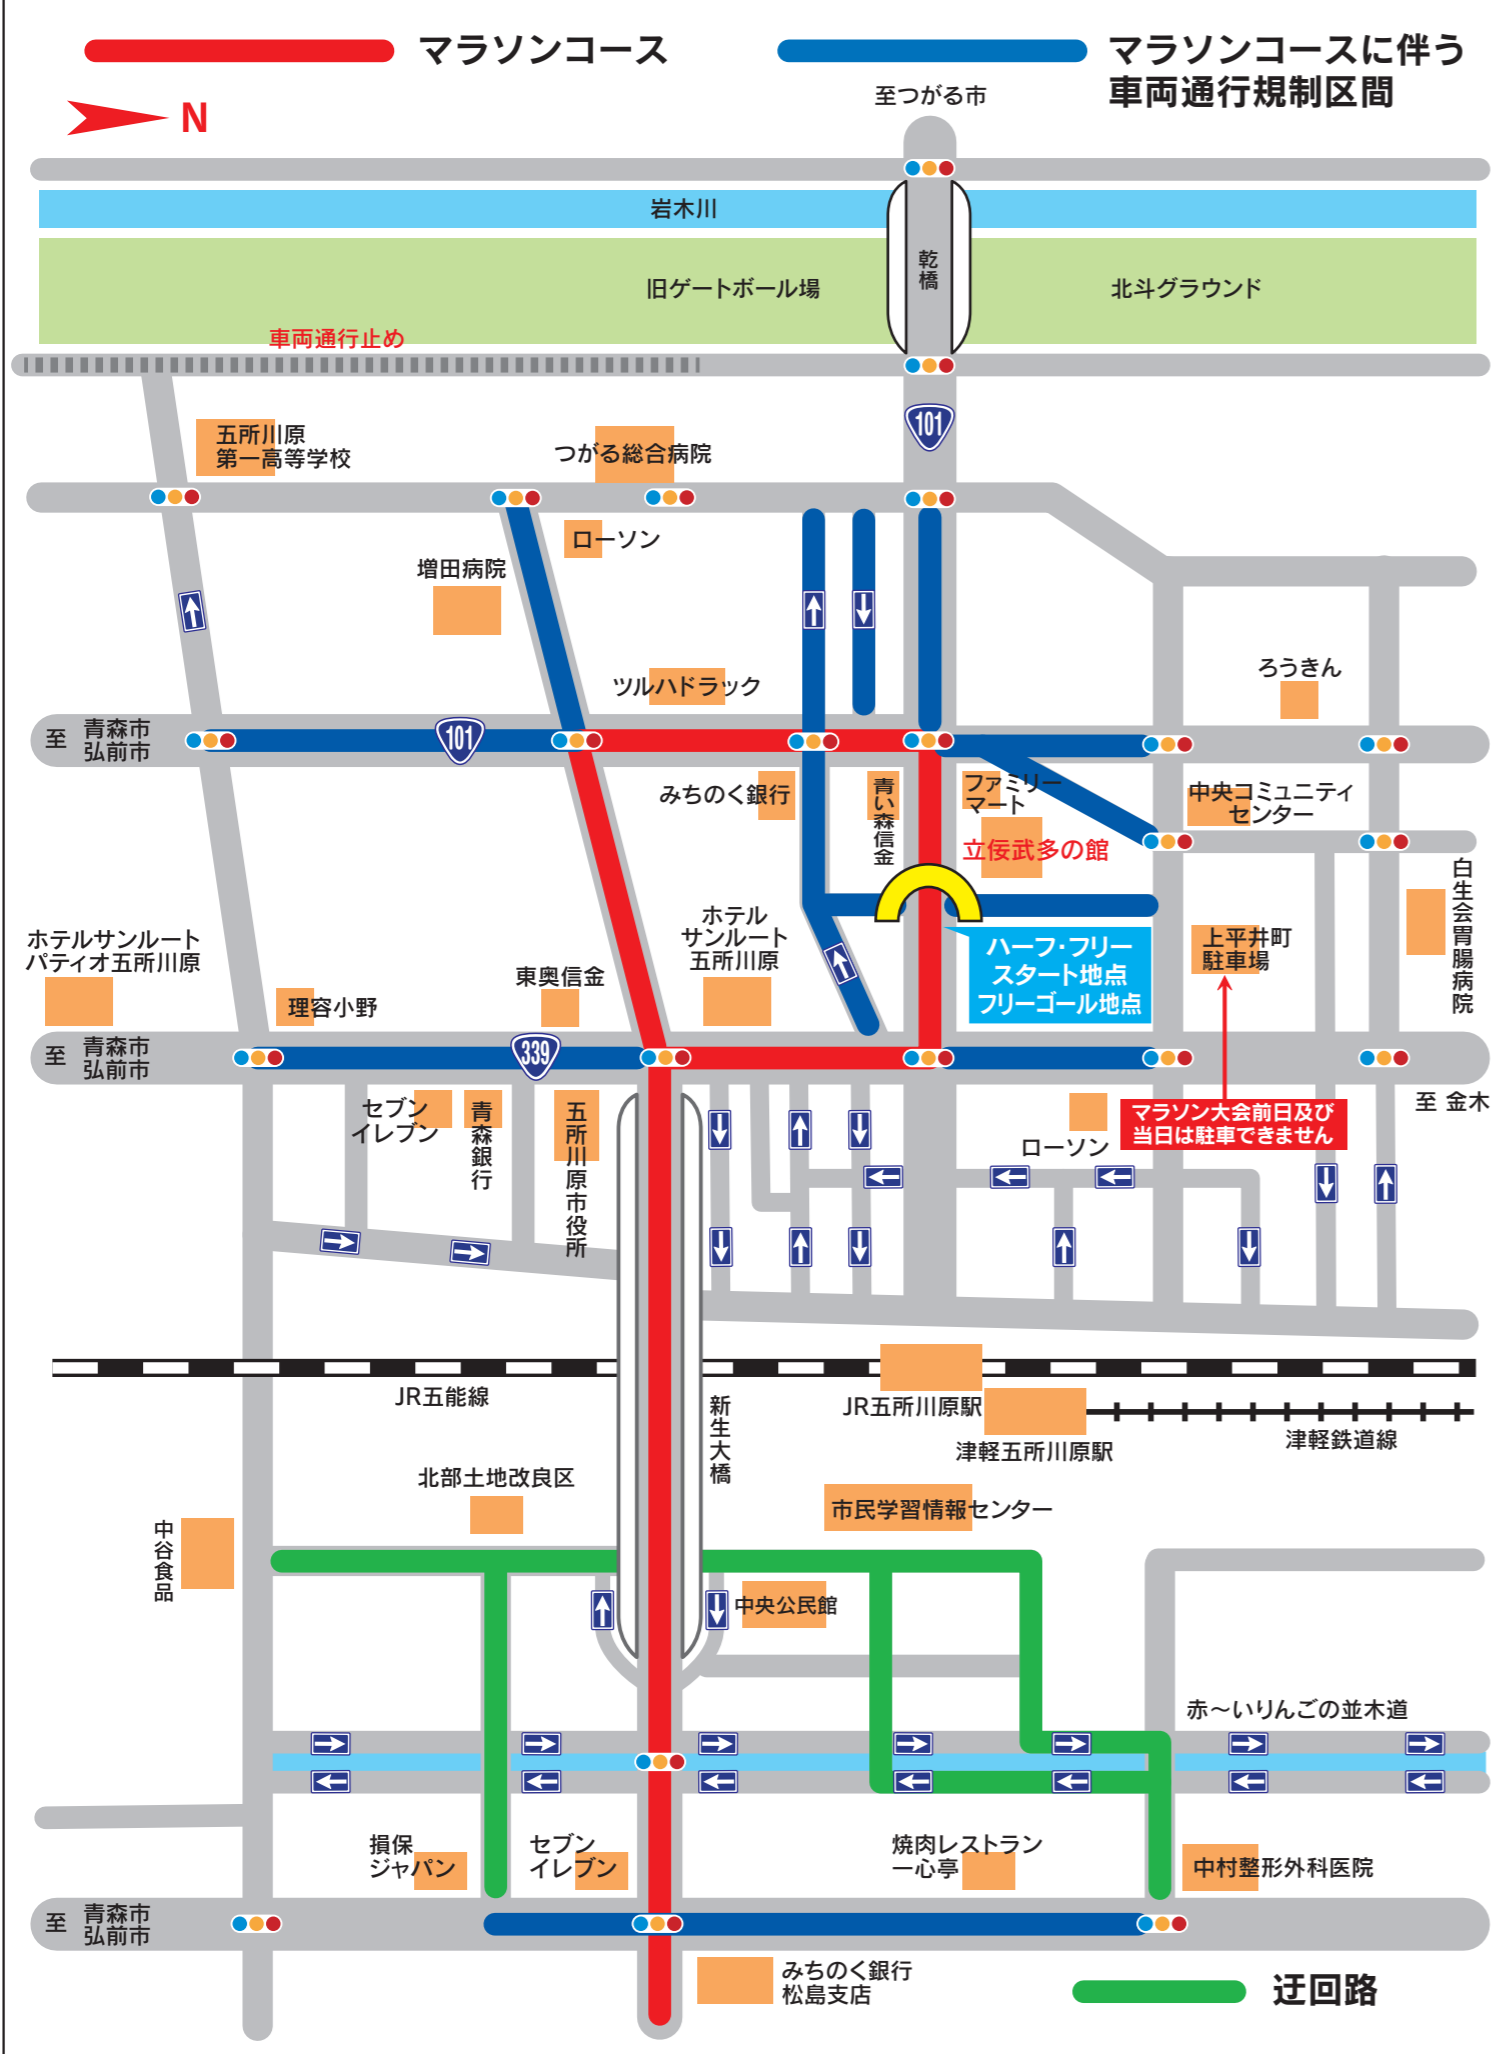 マラソンコース
マラソンコースに伴う
車両通行規制区間
N
至つがる市
岩木川
乾橋
旧ゲートボール場
北斗グラウンド
車両通行止め
101
五所川原
第一高等学校
つがる総合病院
ローソン
増田病院
ツルハドラック
ろうきん
至 青森市
弘前市
101
みちのく銀行
青い森信金
ファミリー
マート
中央コミュニティ
センター
立佞武多の館
白生会胃腸病院
ホテルサンルート
パティオ五所川原
理容小野
東奥信金
ホテル
サンルート
五所川原
ハーフ・フリー
スタート地点
フリーゴール地点
上平井町
駐車場
至 青森市
弘前市
339
至 金木
セブン
イレブン
青森銀行
五所川原市役所
ローソン
マラソン大会前日及び
当日は駐車できません
JR五能線
新生大橋
JR五所川原駅
津軽五所川原駅
津軽鉄道線
北部土地改良区
市民学習情報センター
中谷食品
中央公民館
赤〜いりんごの並木道
損保
ジャパン
セブン
イレブン
焼肉レストラン
一心亭
中村整形外科医院
至 青森市
弘前市
みちのく銀行
松島支店
迂回路